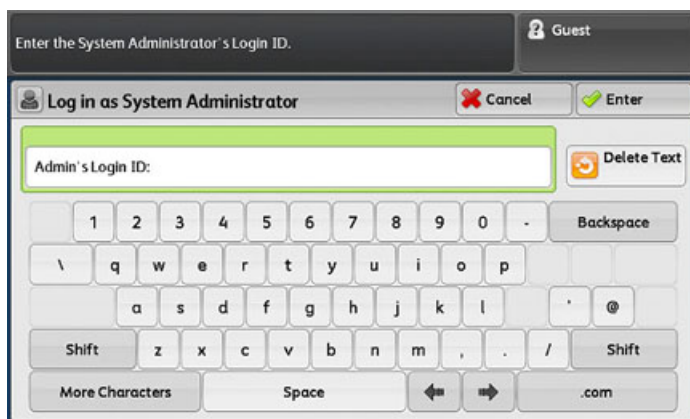 Enter the System Administrator's Login ID.
Guest
Log in as System Administrator
Cancel
Enter
Admin's Login ID:
Delete Text
1 2 3 4 5 6 7 8 9 0 - Backspace
\ q w e r t y u i o p
a s d f g h j k l ' @
Shift z x c v b n m , . / Shift
More Characters Space .com